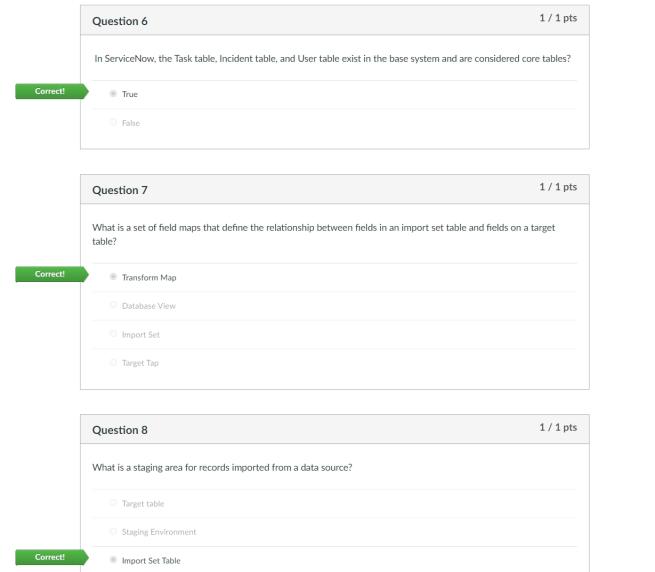 Question 6
1 / 1 pts
In ServiceNow, the Task table, Incident table, and User table exist in the base system and are considered core tables?
Correct!
True
False
Question 7
1 / 1 pts
What is a set of field maps that define the relationship between fields in an import set table and fields on a target
table?
Correct!
Transform Map
Database View
Import Set
Target Tap
Question 8
1 / 1 pts
What is a staging area for records imported from a data source?
Target table
Staging Environment
Correct!
Import Set Table